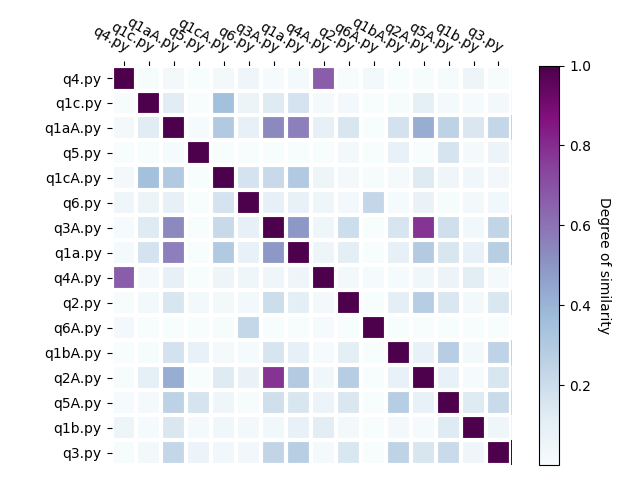 q4.py
q1c.py
q1aA.py
q5.py
q1cA.py
q6.py
q3A.py
q1a.py
q4A.py
q2.py
q6A.py
q1bA.py
q2A.py
q5A.py
q1b.py
q3.py
q4.py
q1c.py
q1aA.py
q5.py
q1cA.py
q6.py
q3A.py
q1a.py
q4A.py
q2.py
q6A.py
q1bA.py
q2A.py
q5A.py
q1b.py
q3.py
1.0
0.8
0.6
0.4
0.2
Degree of similarity